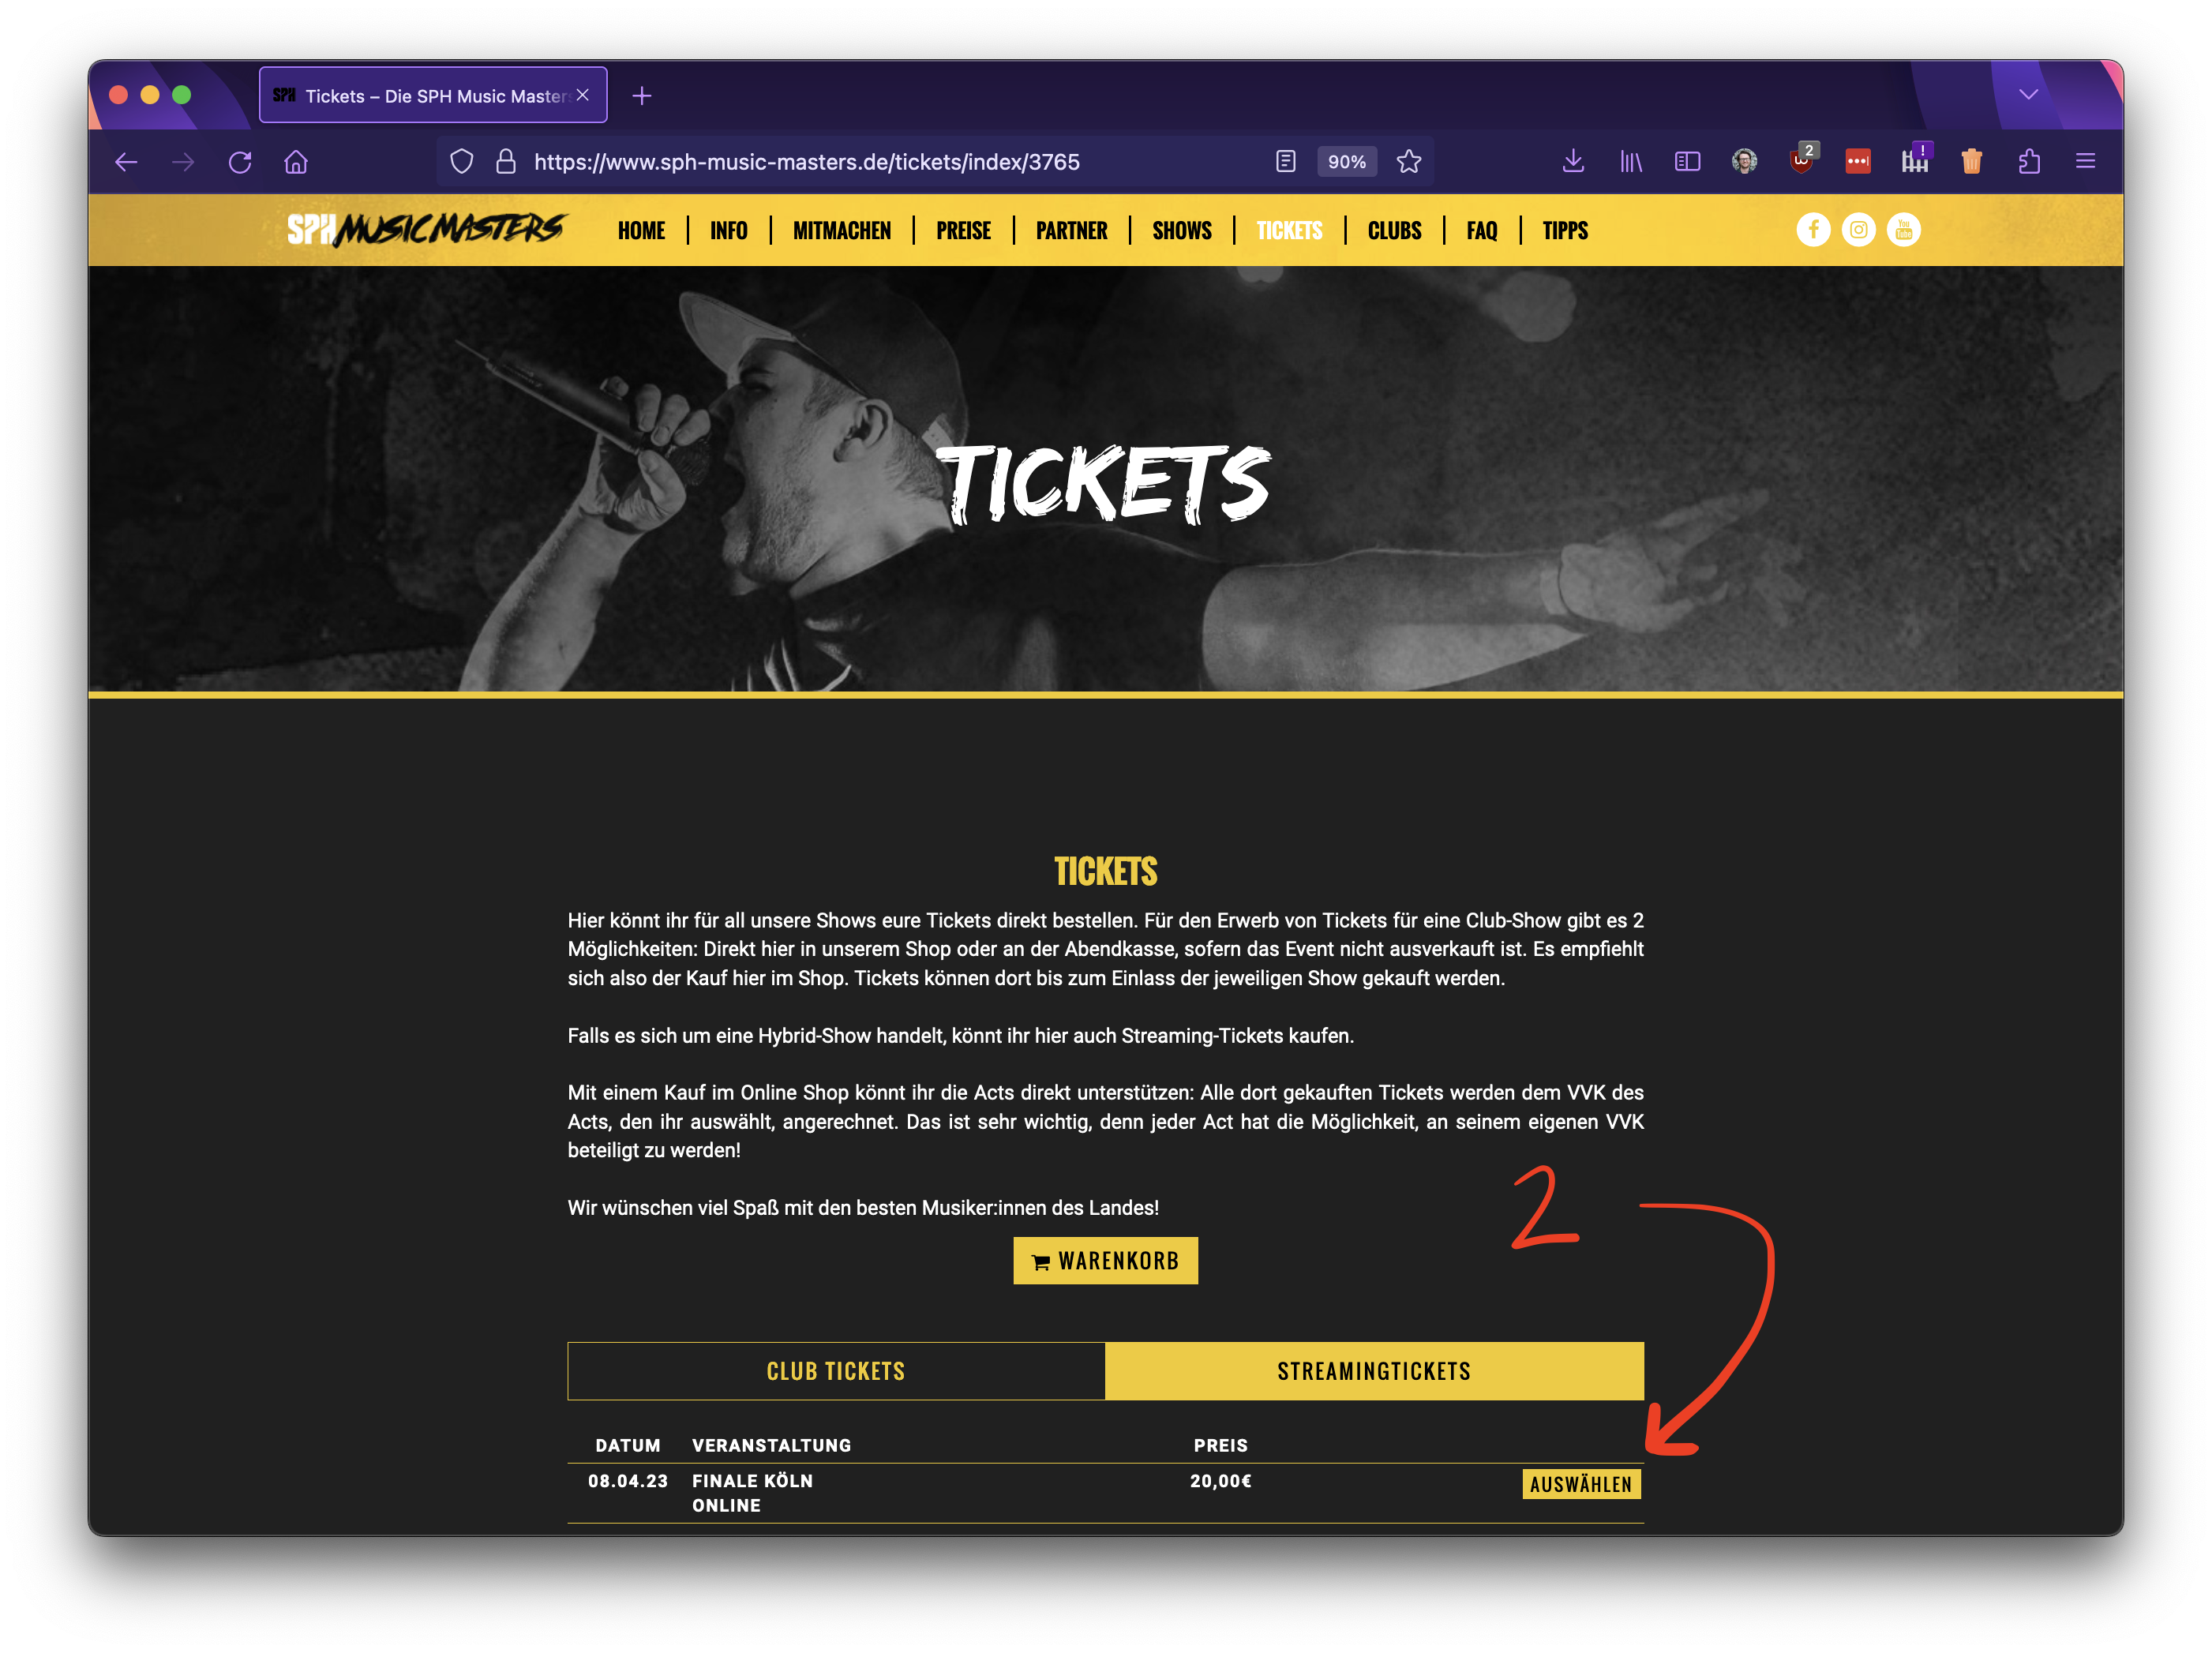 SPH Tickets – Die SPH Music Masters
https://www.sph-music-masters.de/tickets/index/3765 90% 2 !
SPH MUSIC MASTERS HOME INFO MITMACHEN PREISE PARTNER SHOWS TICKETS CLUBS FAQ TIPPS You Tube
TICKETS
TICKETS
Hier könnt ihr für all unsere Shows eure Tickets direkt bestellen. Für den Erwerb von Tickets für eine Club-Show gibt es 2
Möglichkeiten: Direkt hier in unserem Shop oder an der Abendkasse, sofern das Event nicht ausverkauft ist. Es empfiehlt
sich also der Kauf hier im Shop. Tickets können dort bis zum Einlass der jeweiligen Show gekauft werden.
Falls es sich um eine Hybrid-Show handelt, könnt ihr hier auch Streaming-Tickets kaufen.
Mit einem Kauf im Online Shop könnt ihr die Acts direkt unterstützen: Alle dort gekauften Tickets werden dem VVK des
Acts, den ihr auswählt, angerechnet. Das ist sehr wichtig, denn jeder Act hat die Möglichkeit, an seinem eigenen VVK
beteiligt zu werden!
Wir wünschen viel Spaß mit den besten Musiker:innen des Landes!
2
WARENKORB
CLUB TICKETS STREAMINGTICKETS
DATUM VERANSTALTUNG PREIS
08.04.23 FINALE KÖLN 20,00€ AUSWÄHLEN
ONLINE